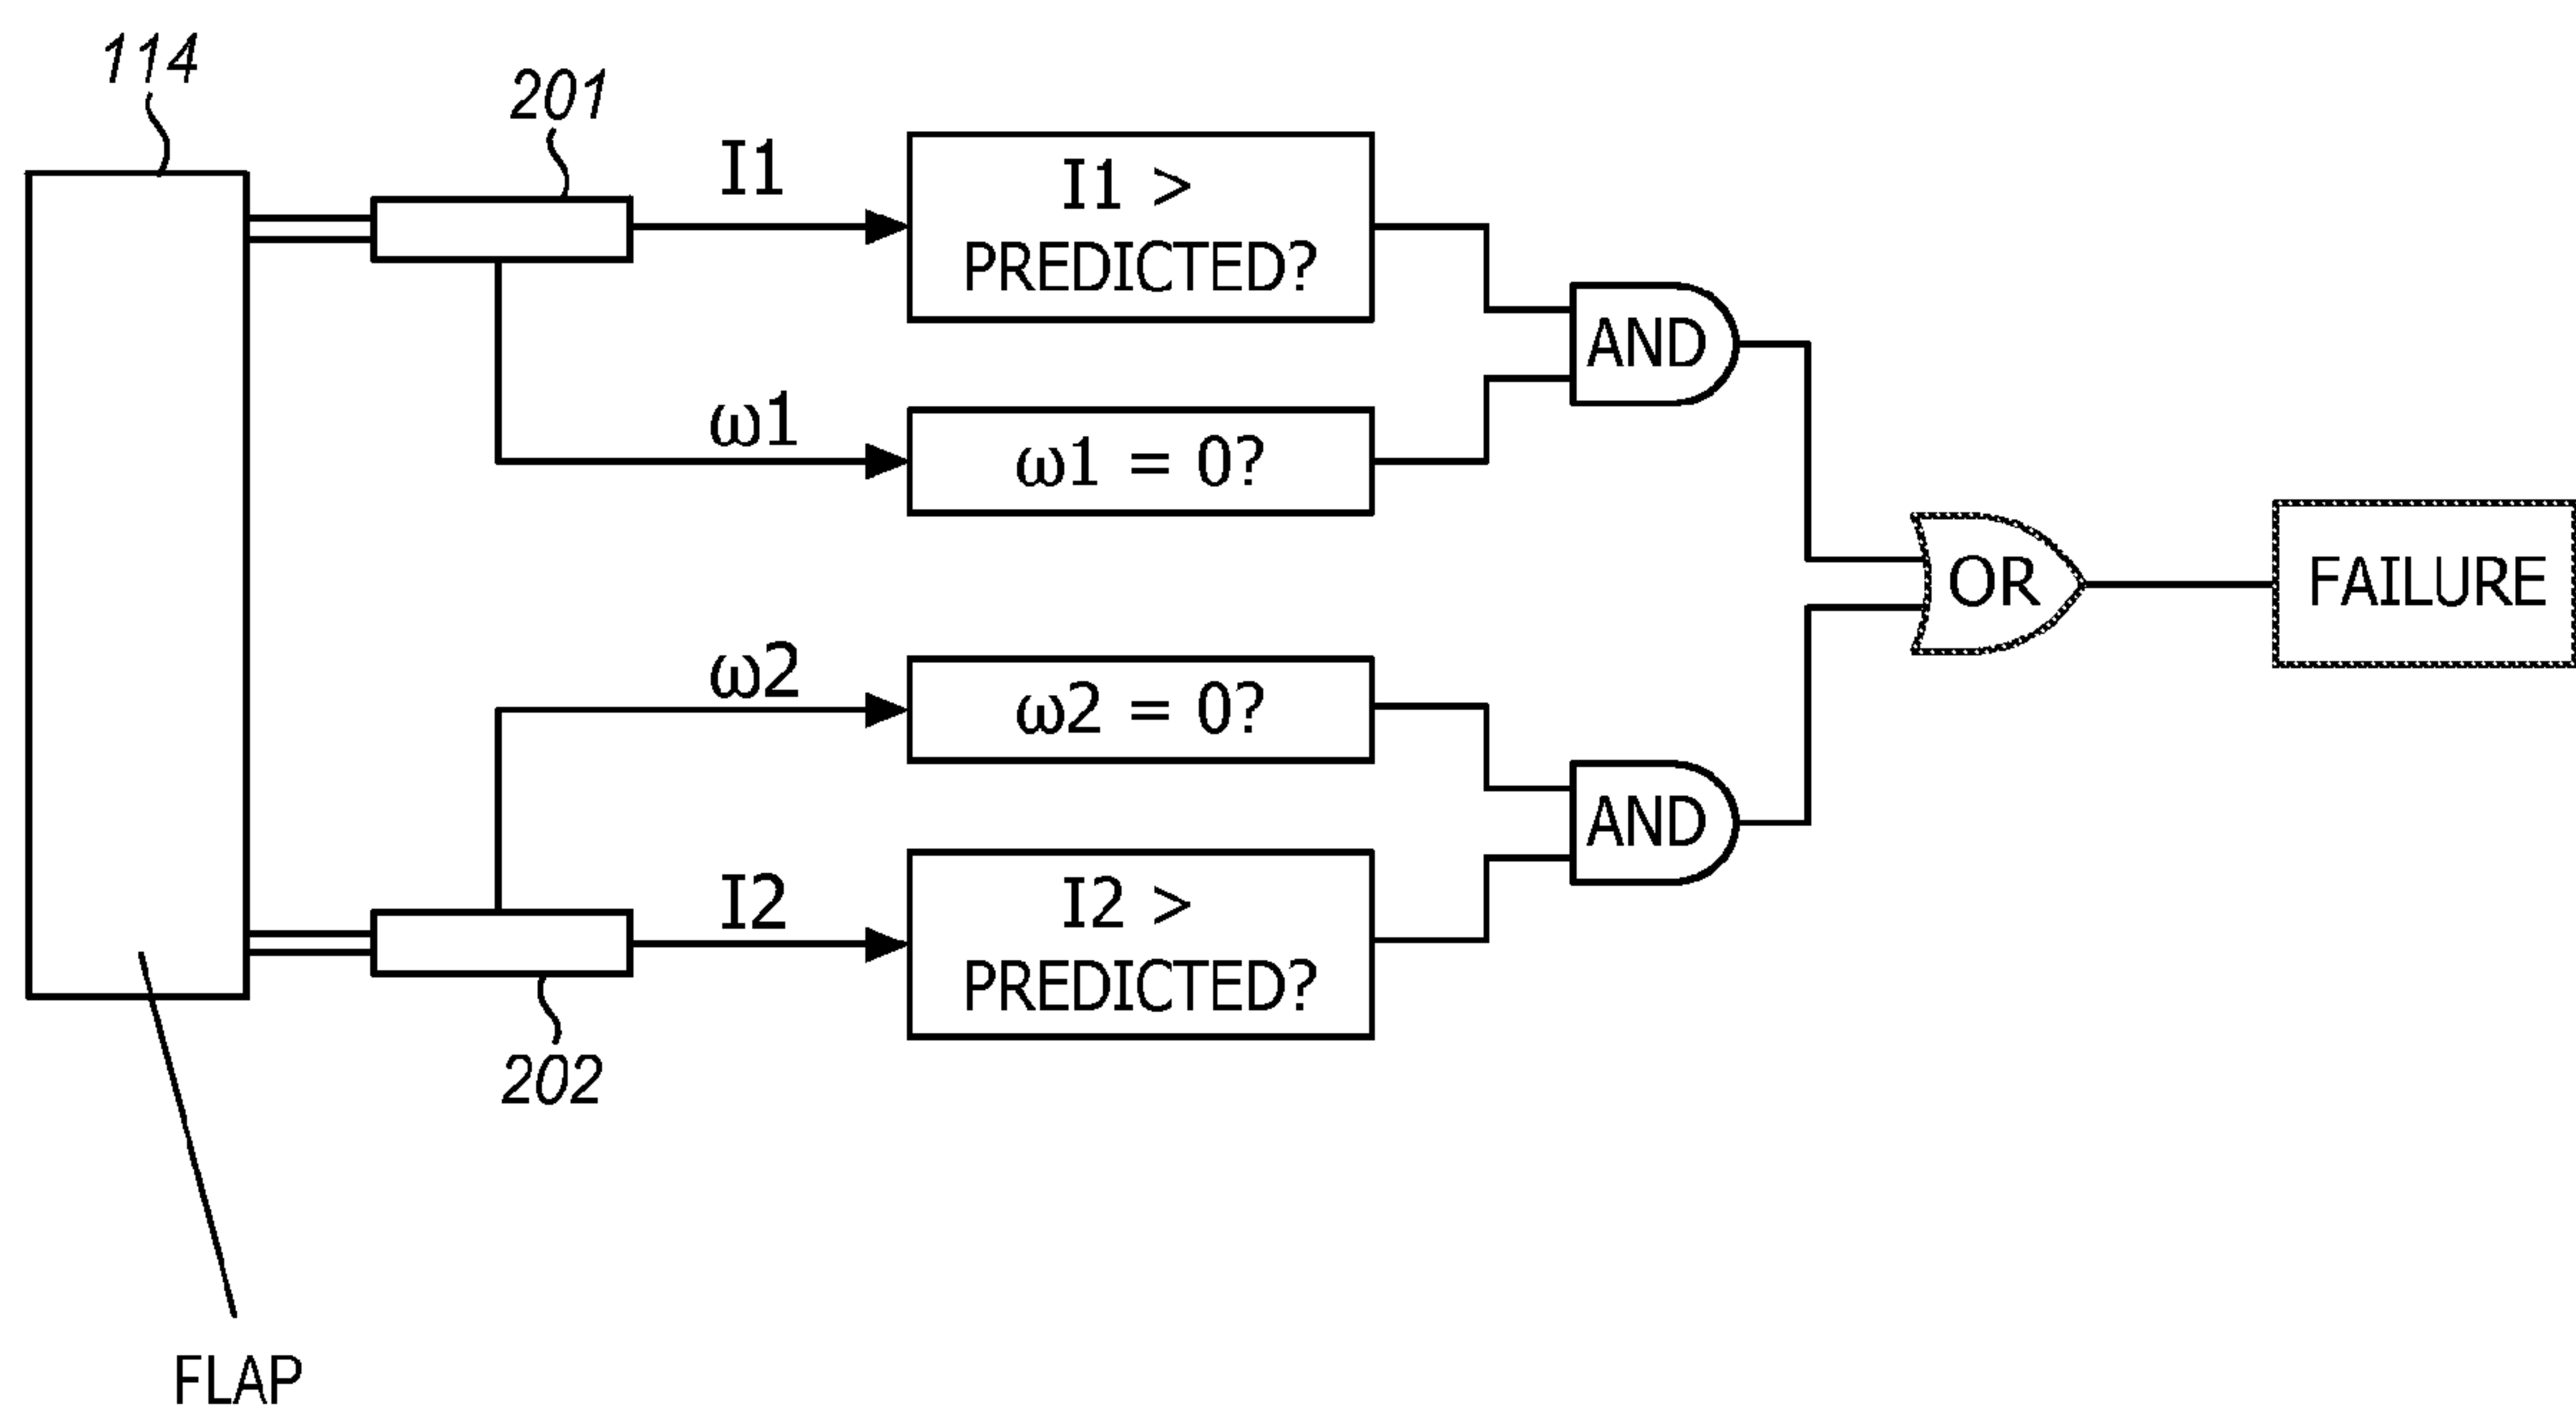 114
201
I1
I1 >
PREDICTED?
AND
ω1
ω1 = 0?
OR
FAILURE
ω2
ω2 = 0?
AND
I2
I2 >
PREDICTED?
202
FLAP